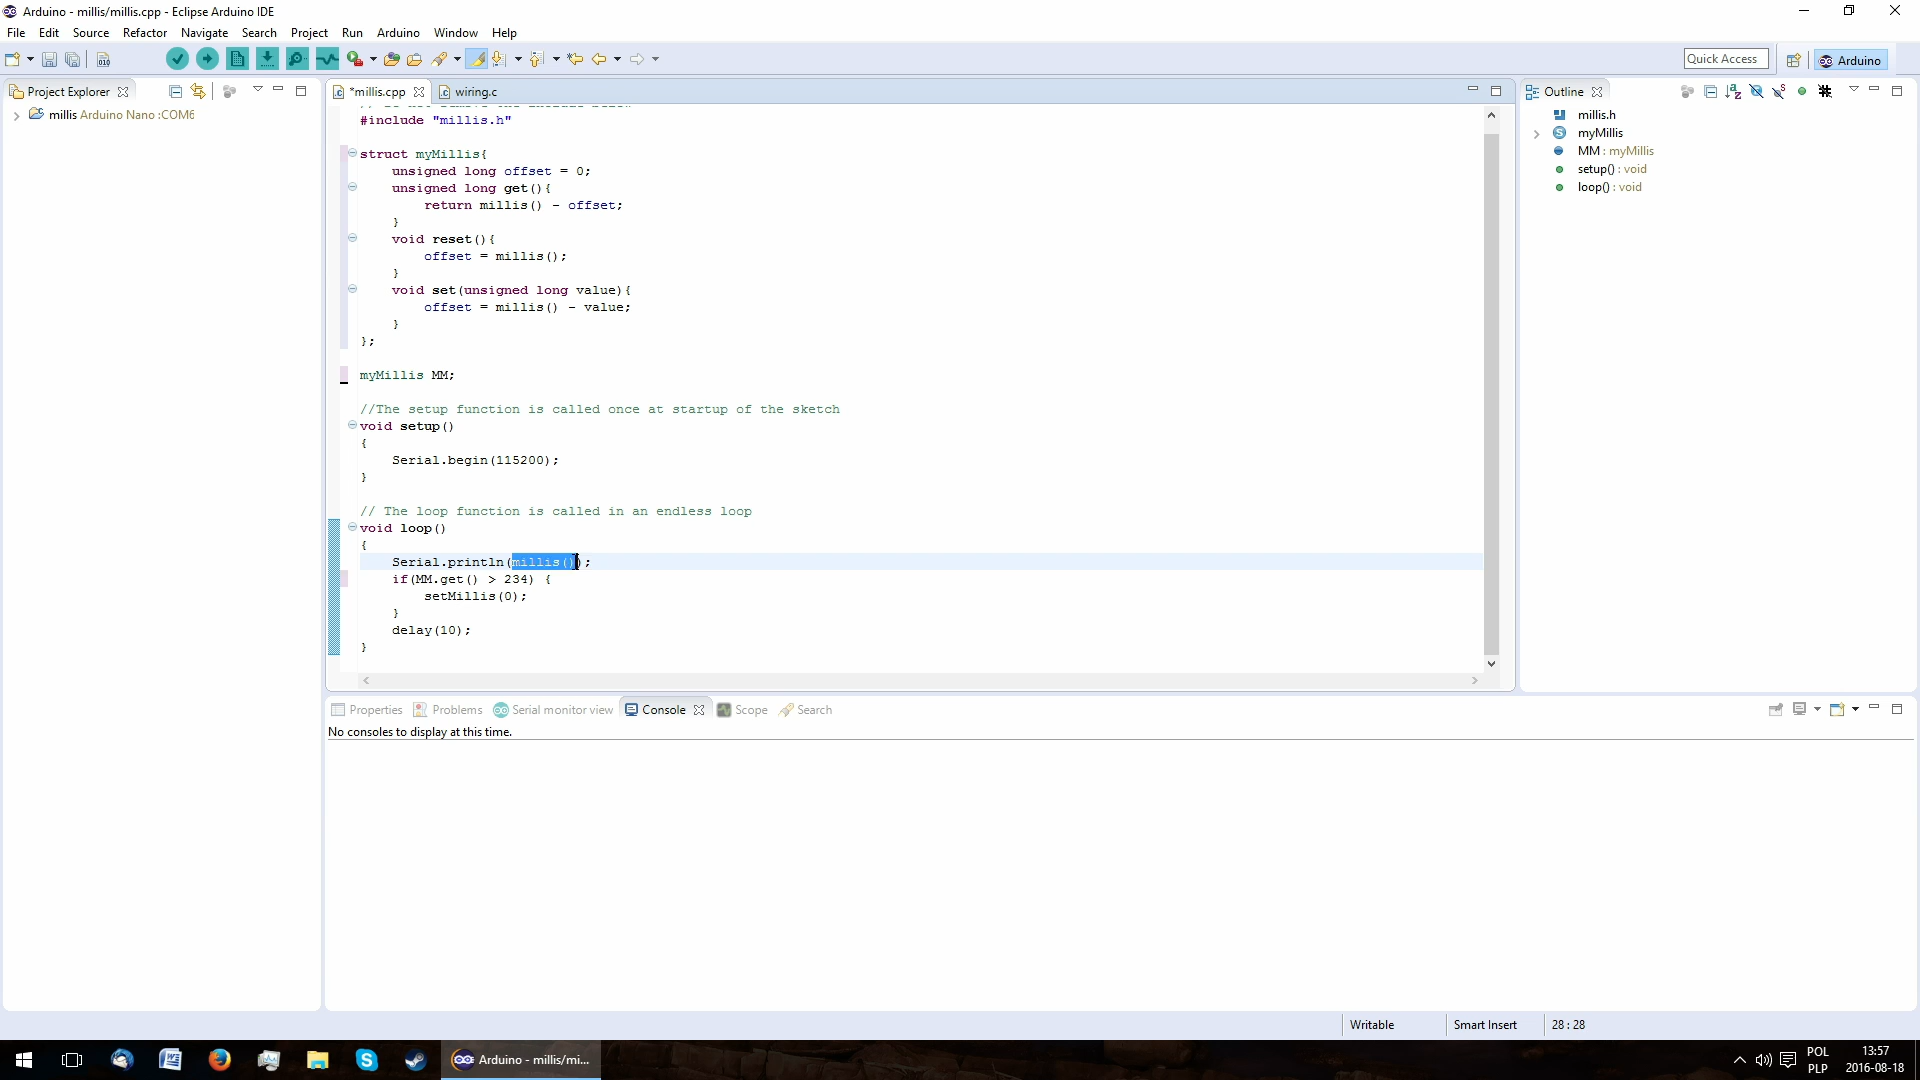 Arduino - millis/millis.cpp - Eclipse Arduino IDE
File Edit Source Refactor Navigate Search Project Run Arduino Window Help
010
Quick Access
Arduino
Project Explorer
*millis.cpp
wiring.c
Outline
millis Arduino Nano :COM6
#include "millis.h"
struct myMillis{
unsigned long offset = 0;
unsigned long get(){
return millis() - offset;
}
void reset(){
offset = millis();
}
void set(unsigned long value){
offset = millis() - value;
}
};
myMillis MM;
//The setup function is called once at startup of the sketch
void setup()
{
Serial.begin(115200);
}
// The loop function is called in an endless loop
void loop()
{
Serial.println(millis());
if(MM.get() > 234) {
setMillis(0);
}
delay(10);
}
millis.h
myMillis
MM : myMillis
setup() : void
loop() : void
Properties Problems Serial monitor view Console Scope Search
No consoles to display at this time.
Writable Smart Insert 28 : 28
Arduino - millis/mi...
POL
PLP
13:57
2016-08-18